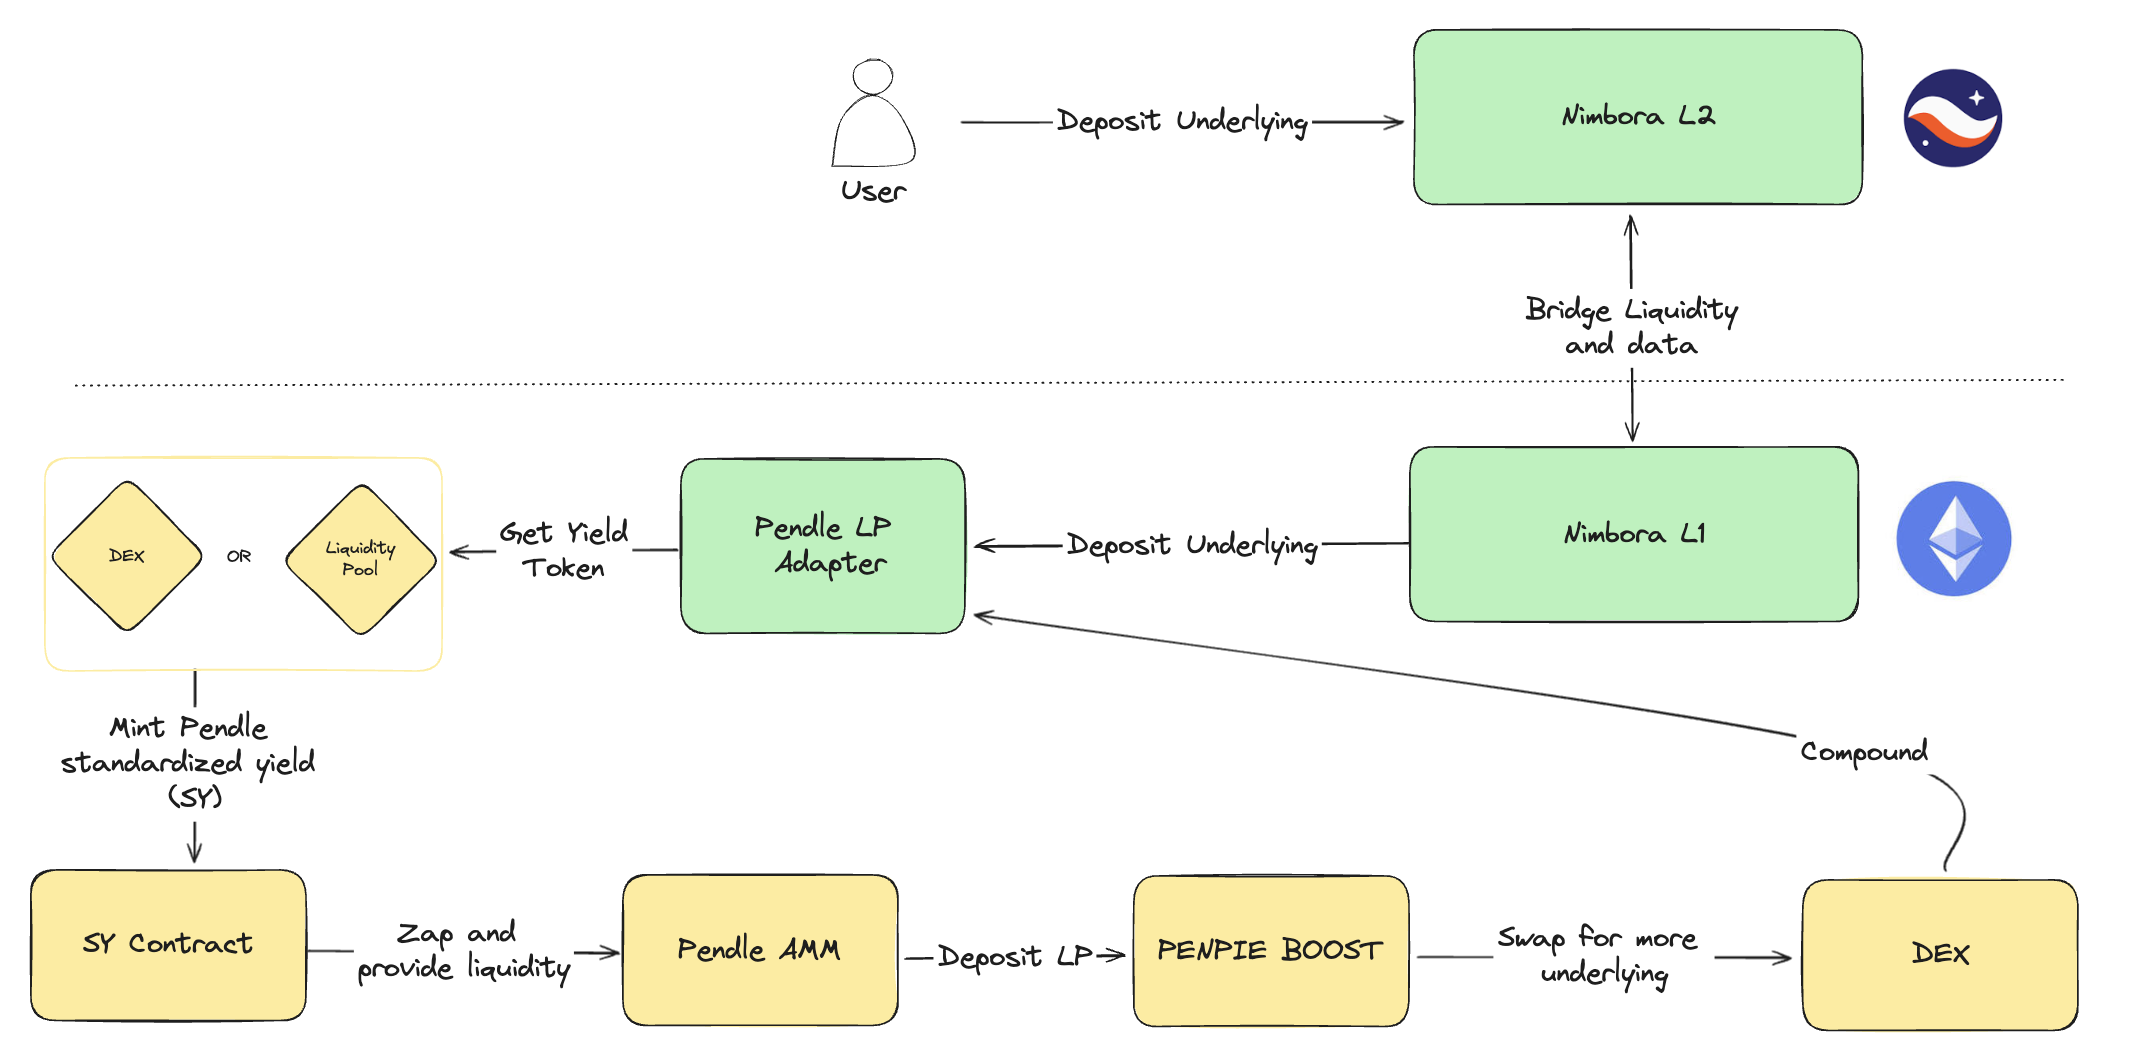 Deposit Underlying
Nimbora L2
User
Bridge Liquidity
and data
DEX
OR
Liquidity
Pool
Get Yield
Token
Pendle LP
Adapter
Deposit Underlying
Nimbora L1
Mint Pendle
standardized yield
(SY)
Compound
SY Contract
Zap and
provide liquidity
Pendle AMM
Deposit LP
PENPIE BOOST
Swap for more
underlying
DEX